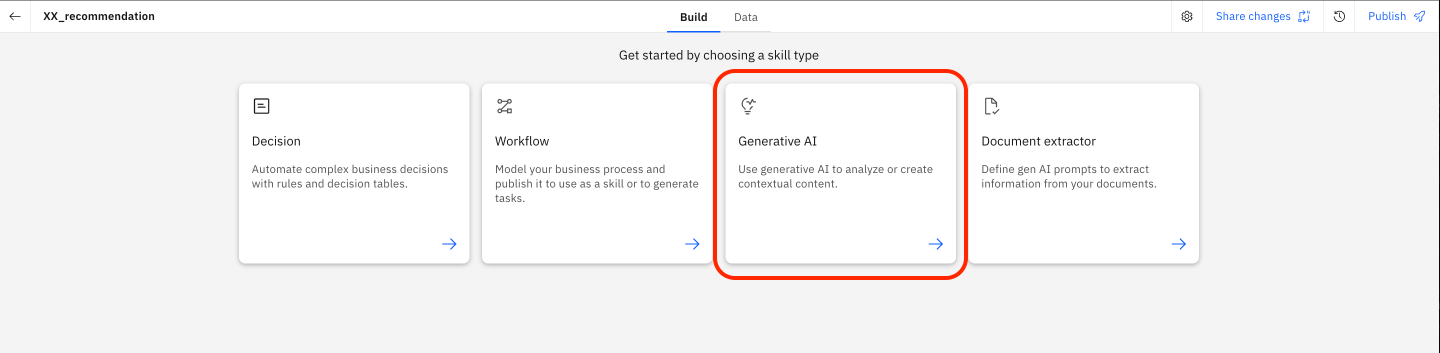 XX_recommendation
Build
Data
Share changes
Publish
Get started by choosing a skill type
Decision
Automate complex business decisions
with rules and decision tables.
Workflow
Model your business process and
publish it to use as a skill or to generate
tasks.
Generative AI
Use generative AI to analyze or create
contextual content.
Document extractor
Define gen AI prompts to extract
information from your documents.